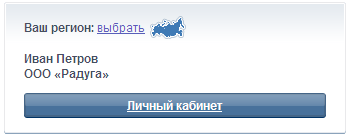 Ваш регион: выбрать
Иван Петров
ООО «Радуга»
Личный кабинет